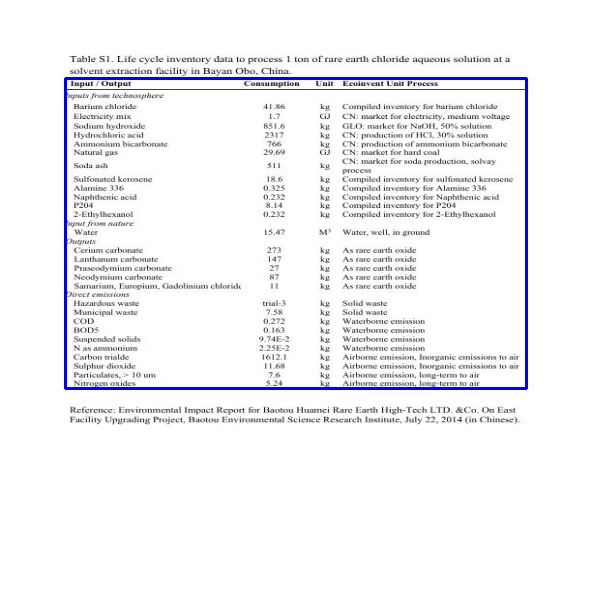 Table S1. Life cycle inventory data to process 1 ton of rare earth chloride aqueous solution at a
solvent extraction facility in Bayan Obo, China.
Input / Output Consumption Unit Ecoinvent Unit Process
Inputs from technosphere
Barium chloride 41.86 kg Compiled inventory for barium chloride
Electricity mix 1.7 GJ CN: market for electricity, medium voltage
Sodium hydroxide 851.6 kg GLO: market for NaOH, 50% solution
Hydrochloric acid 2317 kg CN: production of HCl, 30% solution
Ammonium bicarbonate 766 kg CN: production of ammonium bicarbonate
Natural gas 29.69 GJ CN: market for hard coal
Soda ash 511 kg CN: market for soda production, solvay
process
Sulfonated kerosene 18.6 kg Compiled inventory for sulfonated kerosene
Alamine 336 0.325 kg Compiled inventory for Alamine 336
Naphthenic acid 0.232 kg Compiled inventory for Naphthenic acid
P204 8.14 kg Compiled inventory for P204
2-Ethylhexanol 0.232 kg Compiled inventory for 2-Ethylhexanol
Input from nature
Water 15.47 M³ Water, well, in ground
Outputs
Cerium carbonate 273 kg As rare earth oxide
Lanthanum carbonate 147 kg As rare earth oxide
Praseodymium carbonate 27 kg As rare earth oxide
Neodymium carbonate 87 kg As rare earth oxide
Samarium, Europium, Gadolinium chloride 11 kg As rare earth oxide
Direct emissions
Hazardous waste trial-3 kg Solid waste
Municipal waste 7.58 kg Solid waste
COD 0.272 kg Waterborne emission
BOD5 0.163 kg Waterborne emission
Suspended solids 9.74E-2 kg Waterborne emission
N as ammonium 2.25E-2 kg Waterborne emission
Carbon trialde 1612.1 kg Airborne emission, Inorganic emissions to air
Sulphur dioxide 11.68 kg Airborne emission, Inorganic emissions to air
Particulates, > 10 um 7.6 kg Airborne emission, long-term to air
Nitrogen oxides 5.24 kg Airborne emission, long-term to air
Reference: Environmental Impact Report for Baotou Huamei Rare Earth High-Tech LTD. &Co. On East
Facility Upgrading Project, Baotou Environmental Science Research Institute, July 22, 2014 (in Chinese).